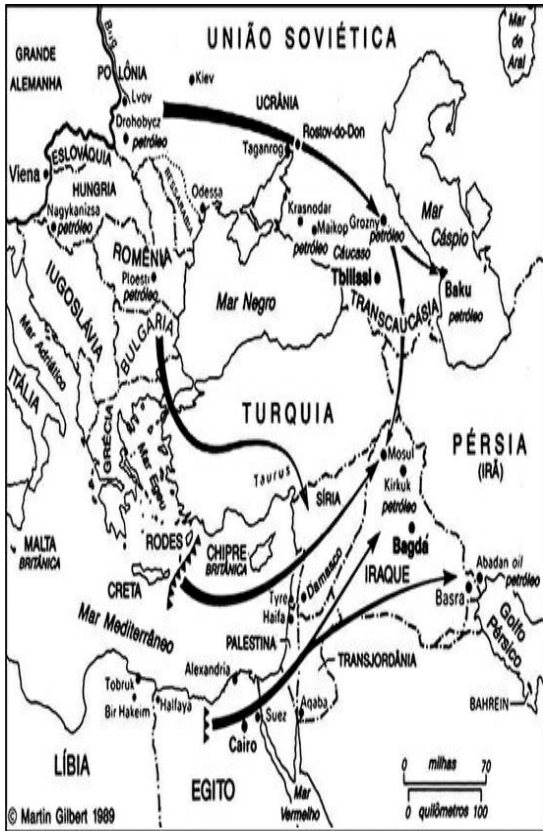 UNIÃO SOVIÉTICA
Mar
de
Aral
GRANDE
ALEMANHA
Bug
POLÔNIA
Kiev
Lvov
UCRÂNIA
Drohobycz
petróleo
Rostov-do-Don
Taganrog
ESLOVÁQUIA
Viena
HUNGRIA
BESSARABIA
Odessa
Nagykanizsa
petróleo
Krasnodar
Maikop
petróleo
Grozny
petróleo
Cáucaso
Mar
Cáspio
ROMÊNIA
Ploesti
petróleo
Tbilissi
Baku
petróleo
TRANSCAUCÁSIA
IUGOSLÁVIA
Mar Negro
BULGARIA
Mar Adriático
ITÁLIA
TURQUIA
PÉRSIA
(IRÃ)
GRÉCIA
Mar Egeu
Mosul
Taurus
Kirkuk
petróleo
SÍRIA
MALTA
BRITÂNICA
RODES
CHIPRE
BRITÂNICA
Bagdá
CRETA
Damasco
IRAQUE
Abadan oil
petróleo
Tyre
Haifa
Basra
Mar Mediterrâneo
PALESTINA
Golfo
Pérsico
TRANSJORDÂNIA
Alexandria
Tobruk
Bir Hakeim
Halfaya
Suez
Aqaba
BAHREIN
Cairo
LÍBIA
EGITO
Mar
Vermelho
0 milhas 70
0 quilômetros 100
© Martin Gilbert 1989